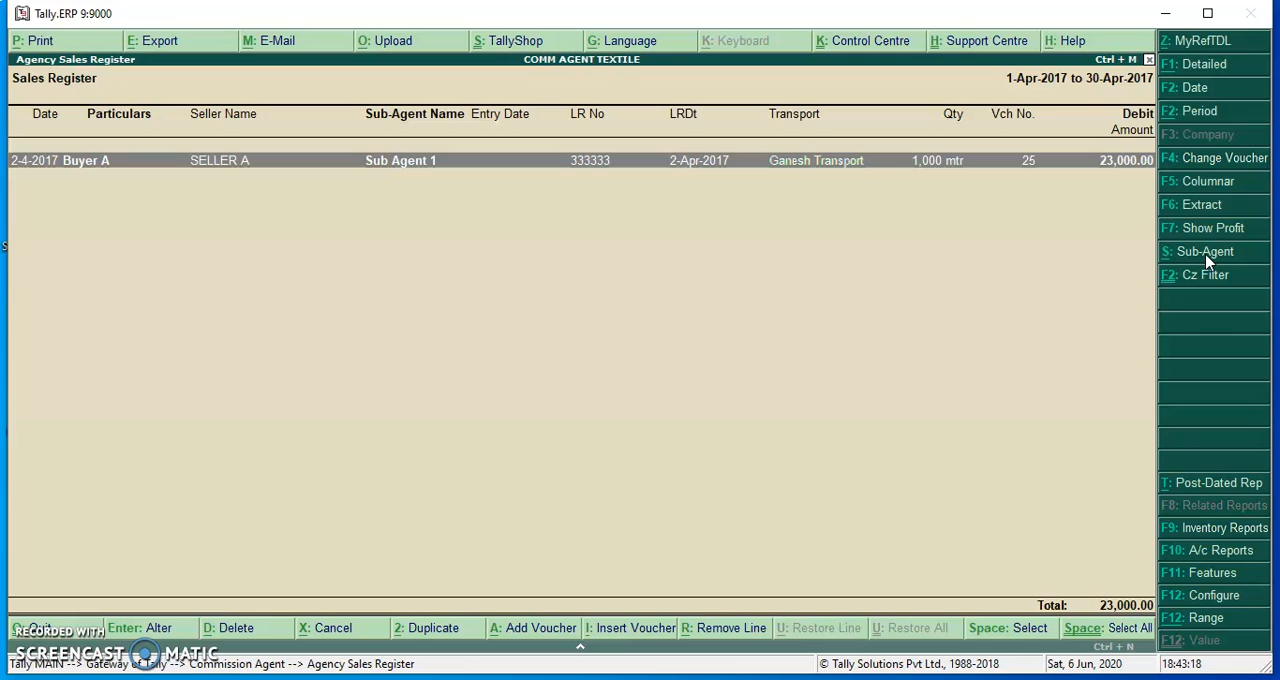 Tally.ERP 9:9000
P: Print E: Export M: E-Mail O: Upload S: TallyShop G: Language K: Keyboard K: Control Centre H: Support Centre H: Help
Agency Sales Register COMM AGENT TEXTILE Ctrl + M
Sales Register 1-Apr-2017 to 30-Apr-2017
Date Particulars Seller Name Sub-Agent Name Entry Date LR No LRDt Transport Qty Vch No. Debit
Amount
2-4-2017 Buyer A SELLER A Sub Agent 1 333333 2-Apr-2017 Ganesh Transport 1,000 mtr 25 23,000.00
Total: 23,000.00
Z: MyRefTDL
F1: Detailed
F2: Date
F2: Period
F3: Company
F4: Change Voucher
F5: Columnar
F6: Extract
F7: Show Profit
S: Sub-Agent
F2: Cz Filter
T: Post-Dated Rep
F8: Related Reports
F9: Inventory Reports
F10: A/c Reports
F11: Features
F12: Configure
F12: Range
F12: Value
Q: Quit Enter: Alter D: Delete X: Cancel 2: Duplicate A: Add Voucher I: Insert Voucher R: Remove Line U: Restore Line U: Restore All Space: Select Space: Select All
RECORDED WITH
SCREENCAST MATIC
Ctrl + N
Tally MAIN --> Gateway of Tally --> Commission Agent --> Agency Sales Register © Tally Solutions Pvt Ltd., 1988-2018 Sat, 6 Jun, 2020 18:43:18